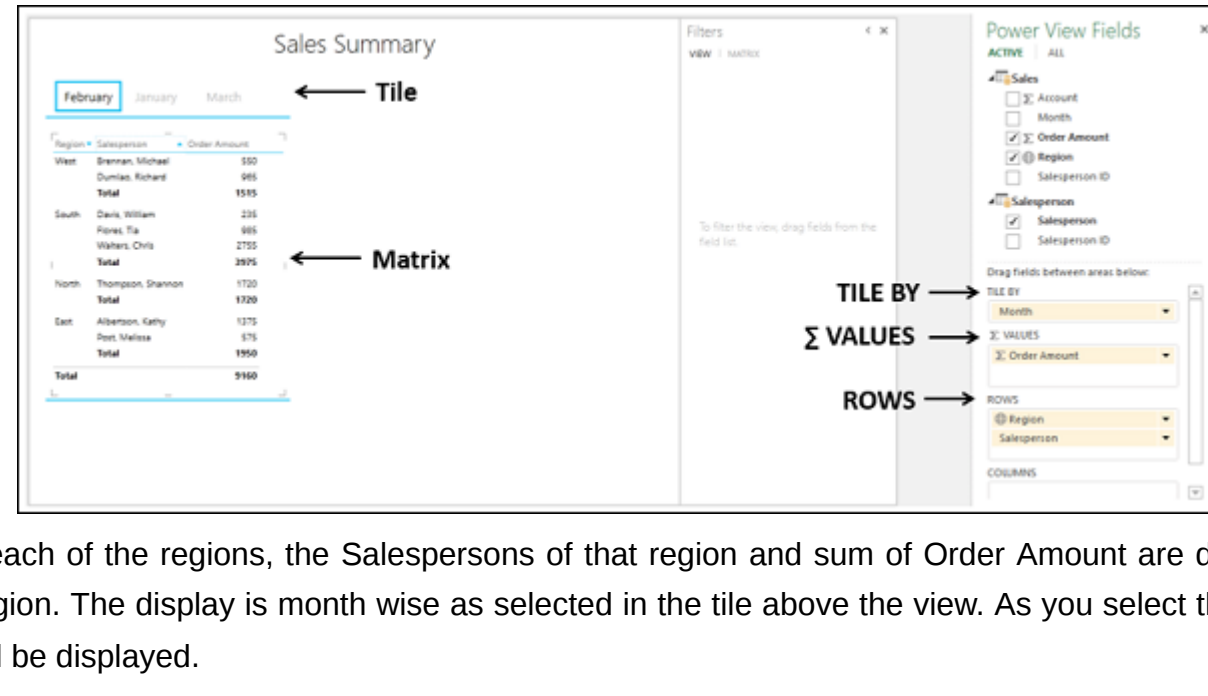 Sales Summary
February January March
Tile
Region Salesperson Order Amount
West Brennan, Michael 550
Dumlao, Richard 965
Total 1515
South Davis, William 235
Flores, Tia 985
Walters, Chris 2755
Total 3975
North Thompson, Shannon 1720
Total 1720
East Albertson, Kathy 1375
Post, Melissa 575
Total 1950
Total 9160
Matrix
Filters
VIEW | MATRIX
To filter the view, drag fields from the
field list.
Power View Fields
ACTIVE | ALL
Sales
∑ Account
Month
∑ Order Amount
Region
Salesperson ID
Salesperson
Salesperson
Salesperson ID
Drag fields between areas below:
TILE BY
TILE BY
Month
∑ VALUES
∑ VALUES
∑ Order Amount
ROWS
ROWS
Region
Salesperson
COLUMNS
each of the regions, the Salespersons of that region and sum of Order Amount are d
gion. The display is month wise as selected in the tile above the view. As you select th
l be displayed.